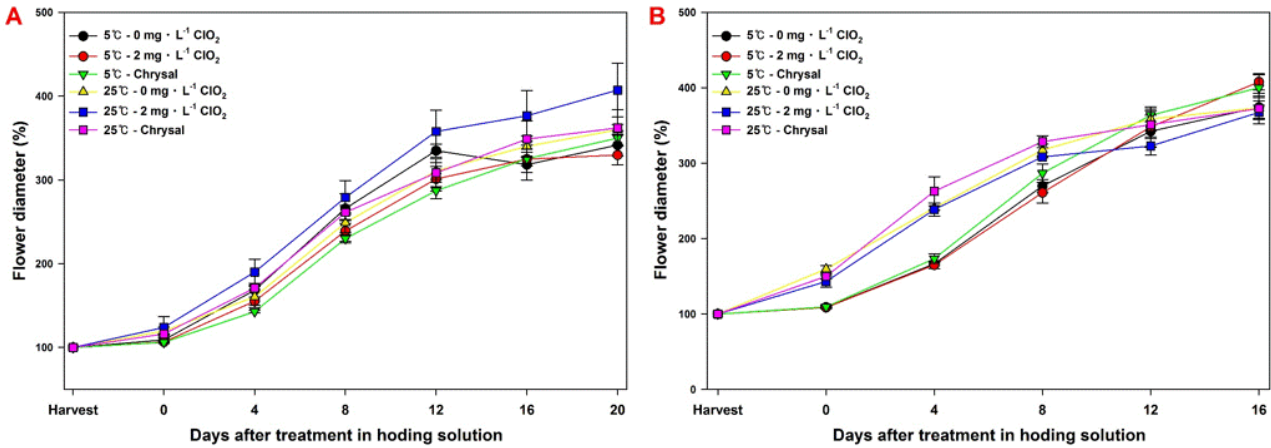 A
500
400
300
200
100
Flower diameter (%)
5℃ - 0 mg · L⁻¹ ClO₂
5℃ - 2 mg · L⁻¹ ClO₂
5℃ - Chrysal
25℃ - 0 mg · L⁻¹ ClO₂
25℃ - 2 mg · L⁻¹ ClO₂
25℃ - Chrysal
Harvest 0 4 8 12 16 20
Days after treatment in hoding solution
B
500
400
300
200
100
0
Flower diameter (%)
5℃ - 0 mg · L⁻¹ ClO₂
5℃ - 2 mg · L⁻¹ ClO₂
5℃ - Chrysal
25℃ - 0 mg · L⁻¹ ClO₂
25℃ - 2 mg · L⁻¹ ClO₂
25℃ - Chrysal
Harvest 0 4 8 12 16
Days after treatment in hoding solution